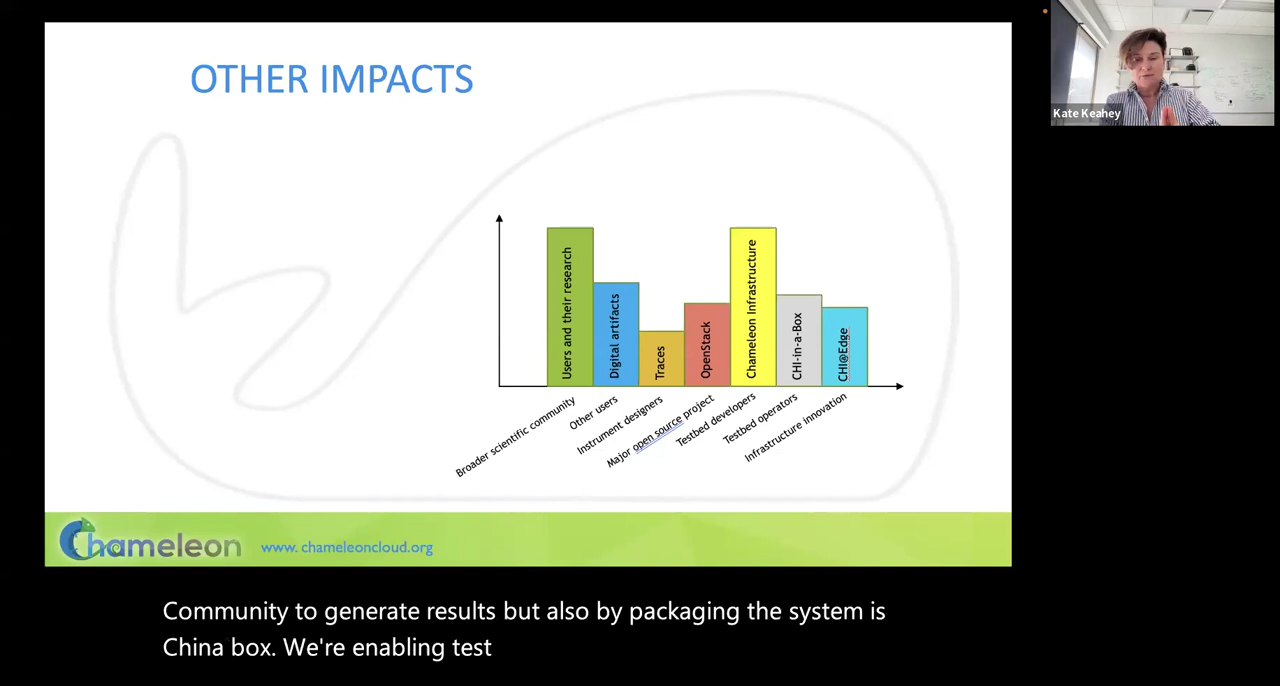 OTHER IMPACTS
Kate Keahey
Users and their research
Digital artifacts
Traces
OpenStack
Chameleon Infrastructure
CHI-in-a-Box
CHI@Edge
Broader scientific community
Other users
Instrument designers
Major open source project
Testbed developers
Testbed operators
Infrastructure innovation
Chameleon
www. chameleoncloud.org
Community to generate results but also by packaging the system is
China box. We're enabling test